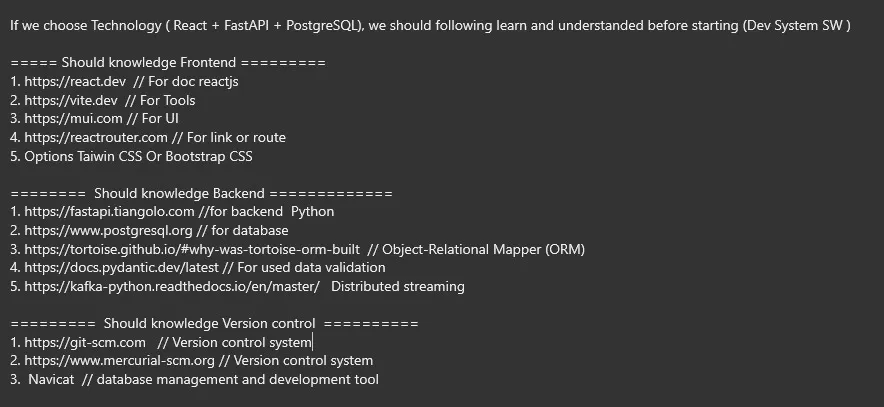 If we choose Technology ( React + FastAPI + PostgreSQL), we should following learn and understanded before starting (Dev System SW )
===== Should knowledge Frontend =========
1. https://react.dev  // For doc reactjs
2. https://vite.dev  // For Tools
3. https://mui.com // For UI
4. https://reactrouter.com // For link or route
5. Options Taiwin CSS Or Bootstrap CSS
========  Should knowledge Backend =============
1. https://fastapi.tiangolo.com //for backend  Python
2. https://www.postgresql.org // for database
3. https://tortoise.github.io/#why-was-tortoise-orm-built  // Object-Relational Mapper (ORM)
4. https://docs.pydantic.dev/latest // For used data validation
5. https://kafka-python.readthedocs.io/en/master/   Distributed streaming
=========  Should knowledge Version control  ==========
1. https://git-scm.com   // Version control system
2. https://www.mercurial-scm.org // Version control system
3.  Navicat  // database management and development tool